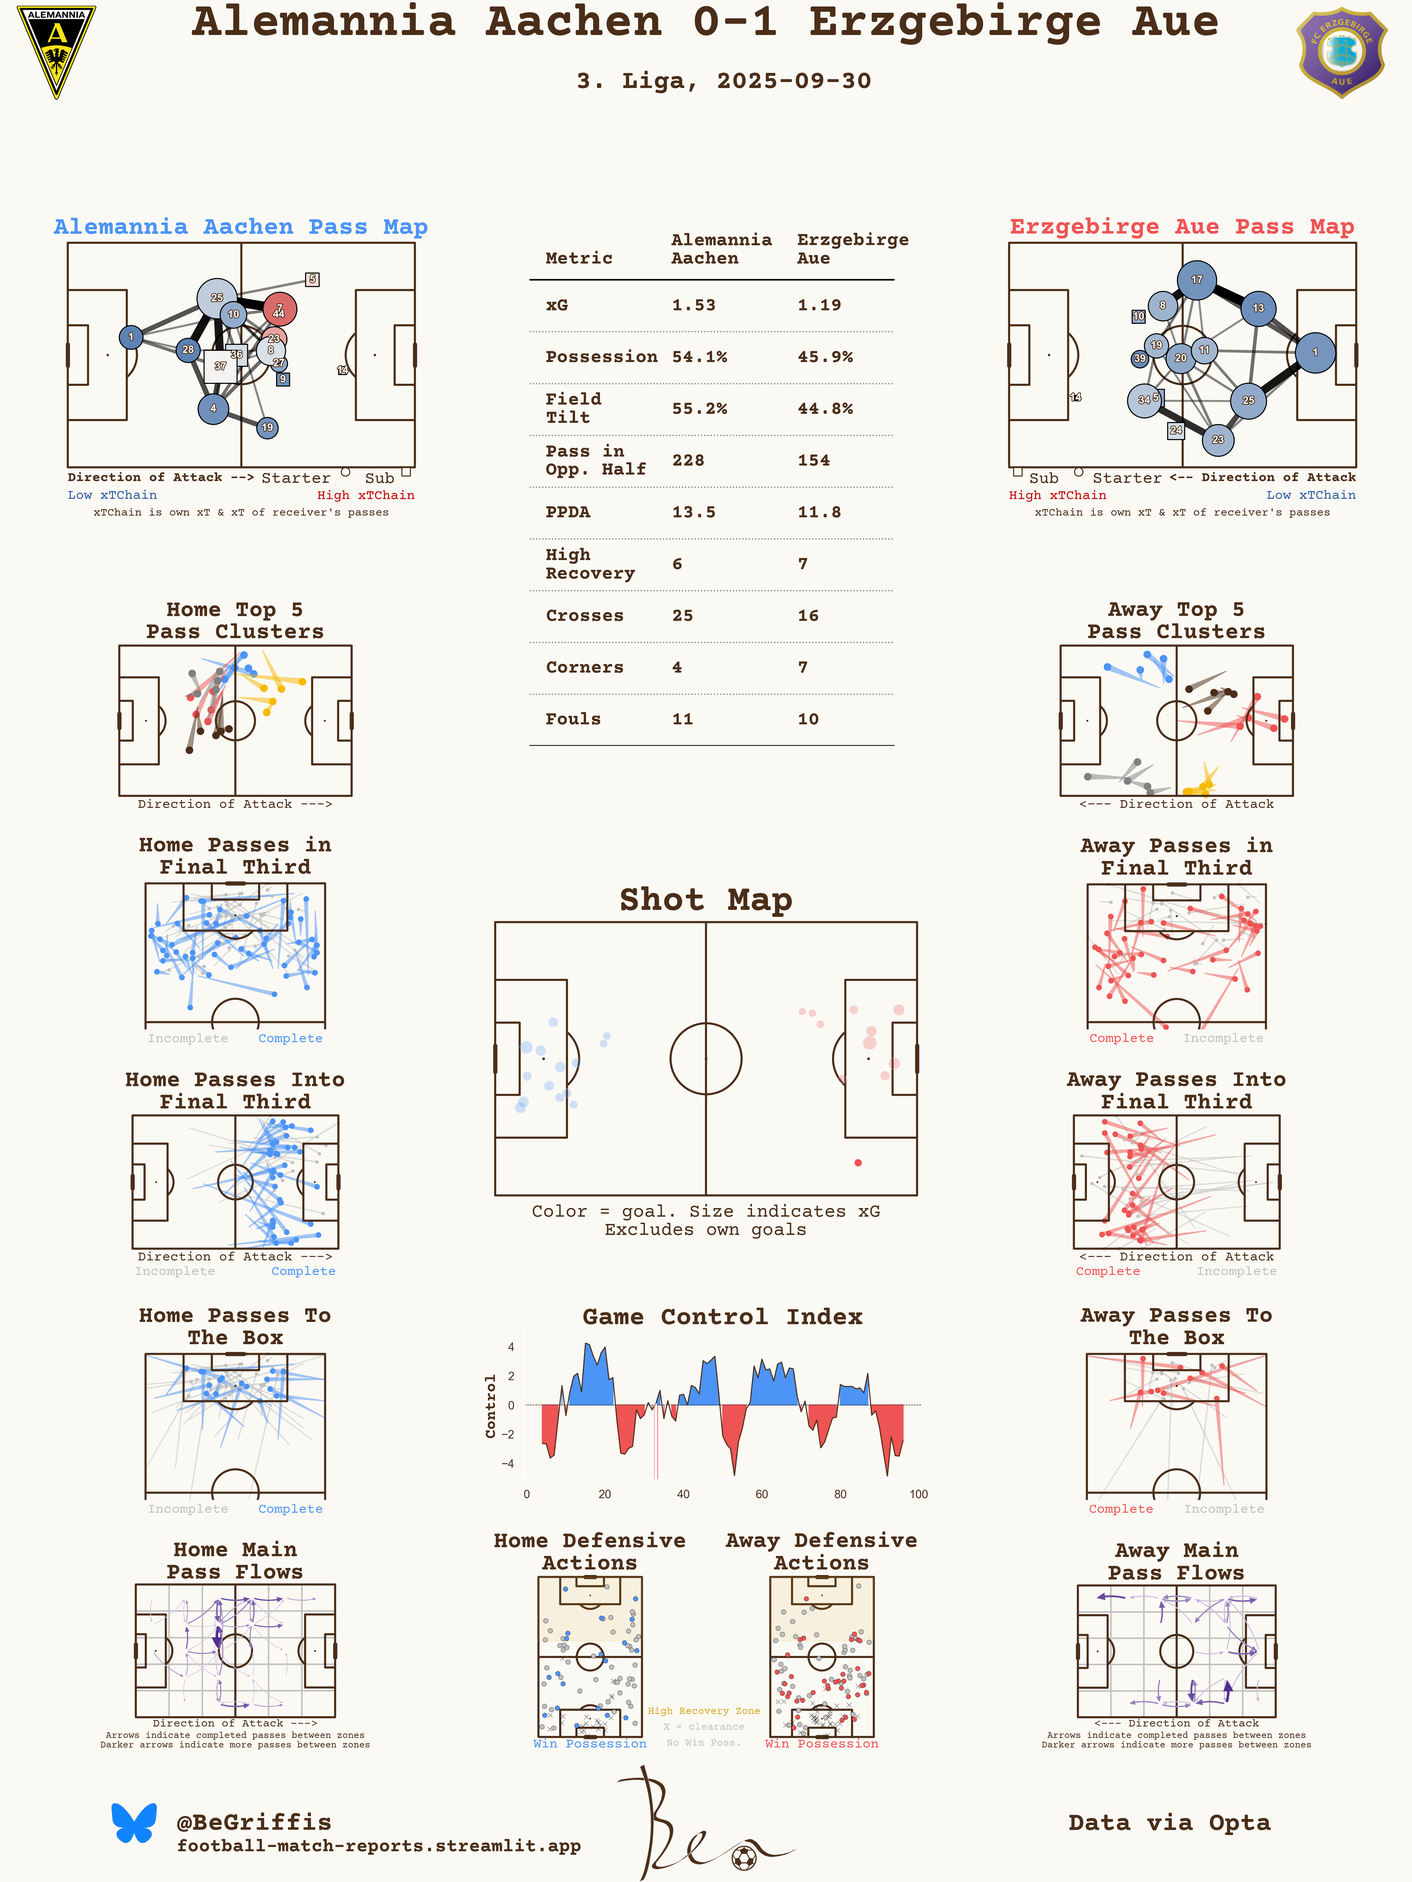 Alemannia Aachen 0-1 Erzgebirge Aue
3. Liga, 2025-09-30
ALEMANNIA
A
FC ERZGEBIRGE
AUE
Alemannia Aachen Pass Map
25
5
7
44
10
1
28
23
36
8
37
27
9
14
4
19
Direction of Attack --> Starter Sub
Low xTChain High xTChain
xTChain is own xT & xT of receiver's passes
Metric Alemannia Aachen Erzgebirge Aue
xG 1.53 1.19
Possession 54.1% 45.9%
Field Tilt 55.2% 44.8%
Pass in Opp. Half 228 154
PPDA 13.5 11.8
High Recovery 6 7
Crosses 25 16
Corners 4 7
Fouls 11 10
Erzgebirge Aue Pass Map
17
8
13
10
19
11
1
39
20
14
34
5
25
24
23
Sub Starter <-- Direction of Attack
High xTChain Low xTChain
xTChain is own xT & xT of receiver's passes
Home Top 5
Pass Clusters
Direction of Attack --->
Away Top 5
Pass Clusters
<--- Direction of Attack
Home Passes in
Final Third
Incomplete Complete
Away Passes in
Final Third
Complete Incomplete
Shot Map
Color = goal. Size indicates xG
Excludes own goals
Home Passes Into
Final Third
Direction of Attack --->
Incomplete Complete
Away Passes Into
Final Third
<--- Direction of Attack
Complete Incomplete
Home Passes To
The Box
Incomplete Complete
Game Control Index
Control
4
2
0
−2
−4
0 20 40 60 80 100
Away Passes To
The Box
Complete Incomplete
Home Main
Pass Flows
Direction of Attack --->
Arrows indicate completed passes between zones
Darker arrows indicate more passes between zones
Home Defensive
Actions
Win Possession
High Recovery Zone
X = clearance
No Win Poss.
Away Defensive
Actions
Win Possession
Away Main
Pass Flows
<--- Direction of Attack
Arrows indicate completed passes between zones
Darker arrows indicate more passes between zones
@BeGriffis
football-match-reports.streamlit.app
Ben
Data via Opta